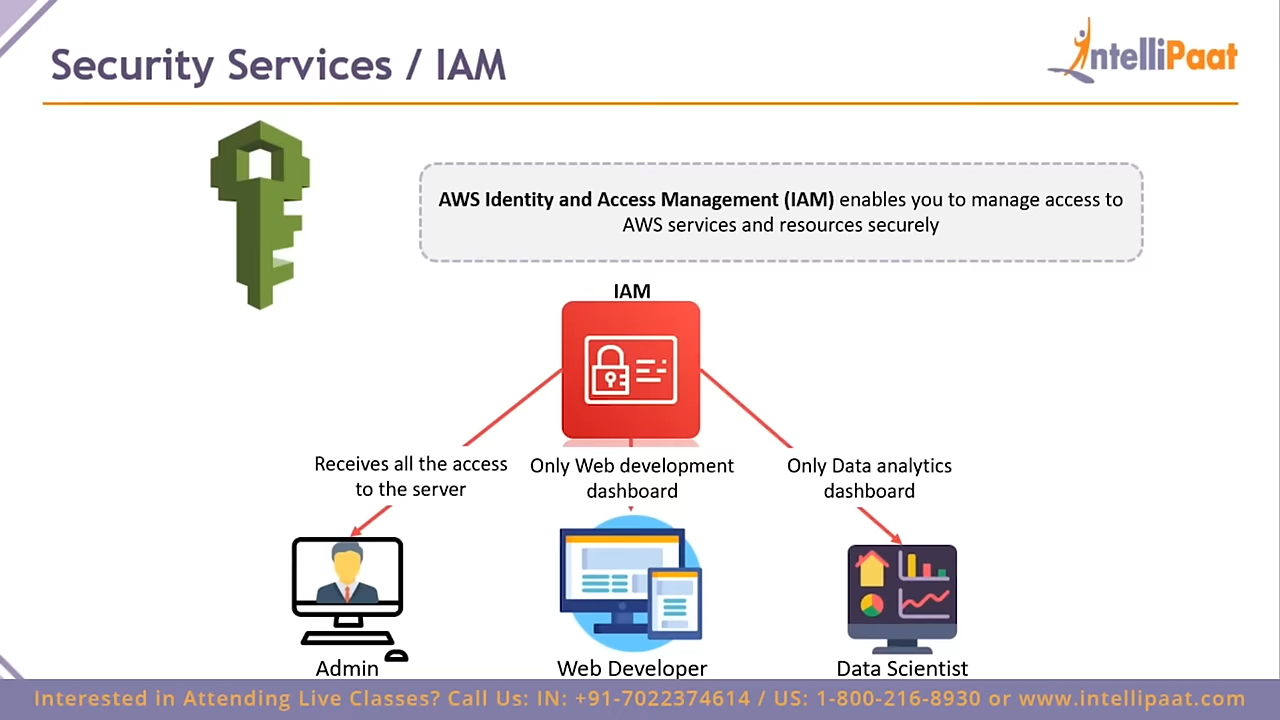 Security Services / IAM
IntelliPaat
AWS Identity and Access Management (IAM) enables you to manage access to
AWS services and resources securely
IAM
Receives all the access
to the server
Only Web development
dashboard
Only Data analytics
dashboard
Admin
Web Developer
Data Scientist
Interested in Attending Live Classes? Call Us: IN: +91-7022374614 / US: 1-800-216-8930 or www.intellipaat.com